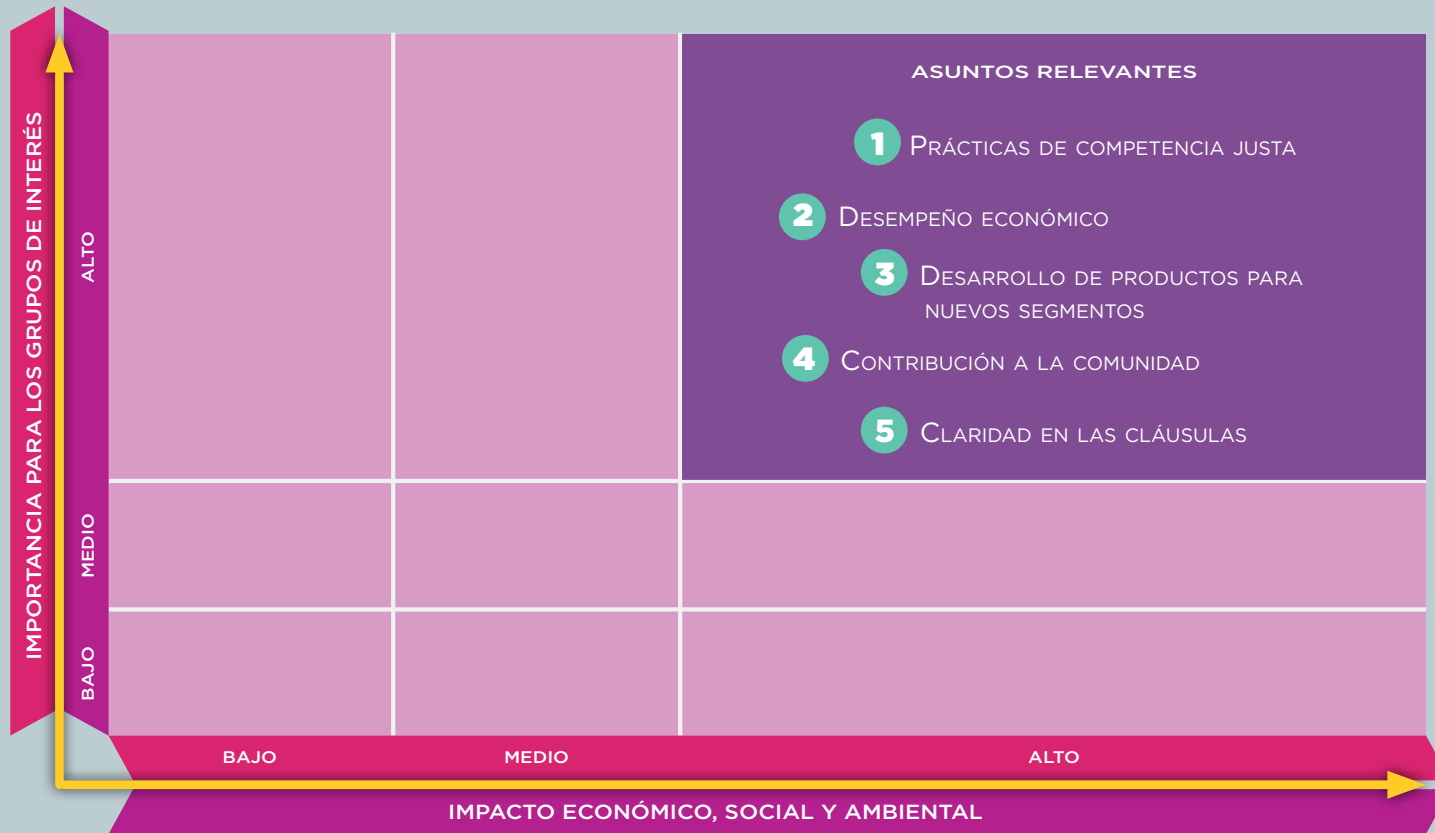 IMPORTANCIA PARA LOS GRUPOS DE INTERÉS
ALTO
MEDIO
BAJO
ASUNTOS RELEVANTES
1 PRÁCTICAS DE COMPETENCIA JUSTA
2 DESEMPEÑO ECONÓMICO
3 DESARROLLO DE PRODUCTOS PARA
NUEVOS SEGMENTOS
4 CONTRIBUCIÓN A LA COMUNIDAD
5 CLARIDAD EN LAS CLÁUSULAS
BAJO MEDIO ALTO
IMPACTO ECONÓMICO, SOCIAL Y AMBIENTAL